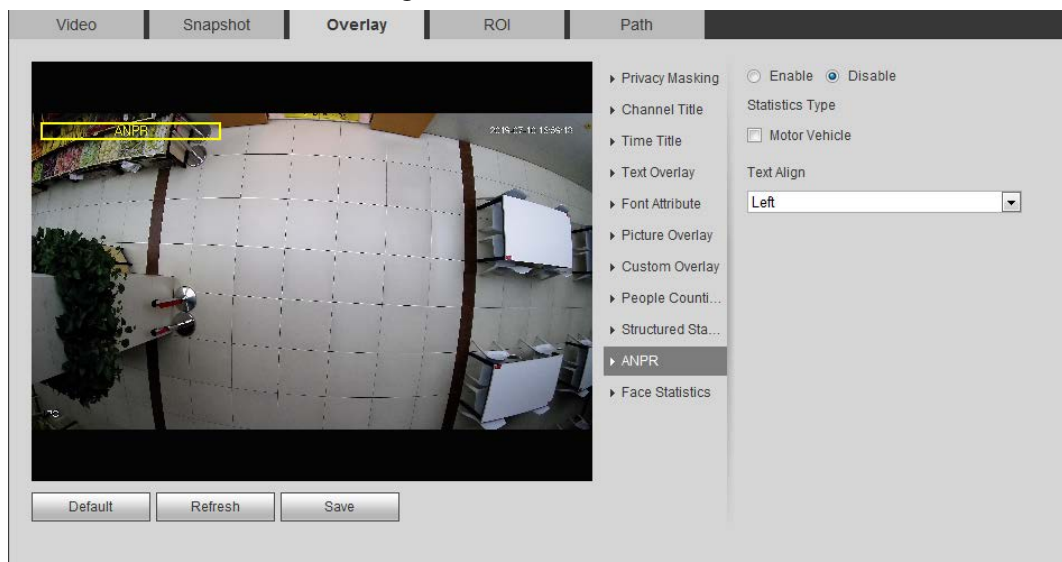 Video
Snapshot
Overlay
ROI
Path
ANPR
Privacy Masking
Channel Title
Time Title
Text Overlay
Font Attribute
Picture Overlay
Custom Overlay
People Counti...
Structured Sta...
ANPR
Face Statistics
Enable
Disable
Statistics Type
Motor Vehicle
Text Align
Left
Default
Refresh
Save